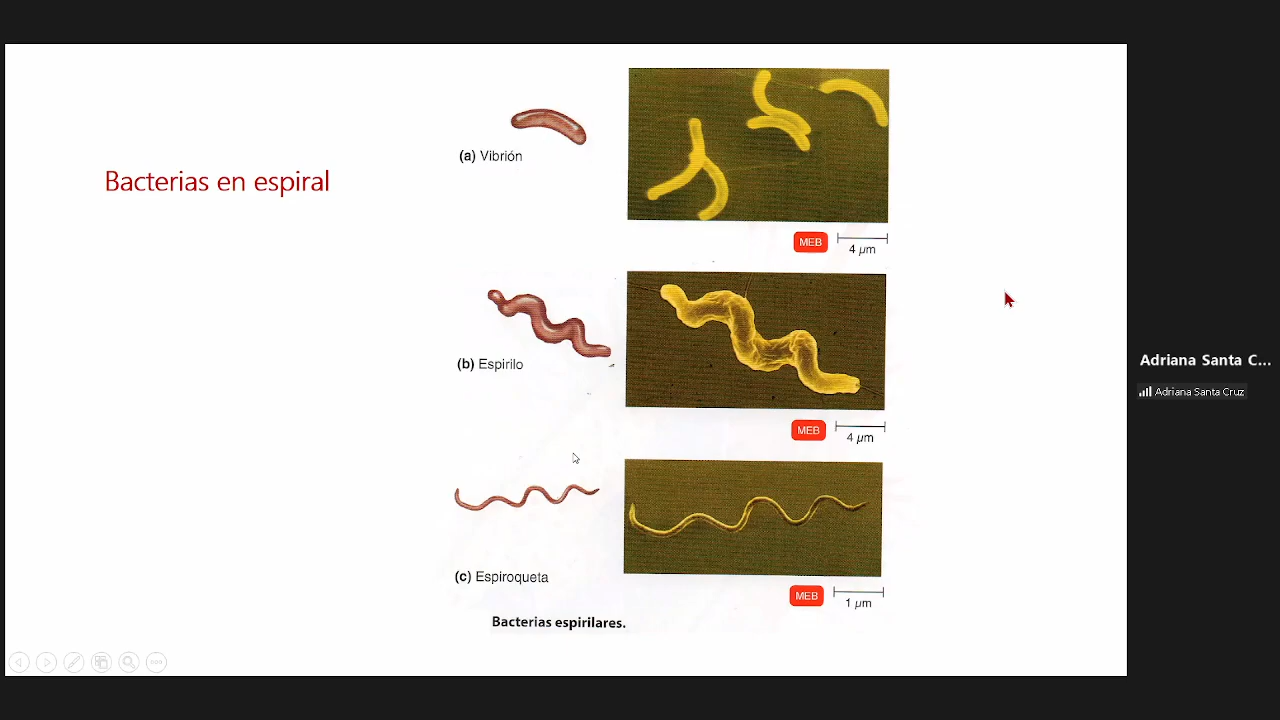 Bacterias en espiral
(a) Vibrión
MEB
4 µm
(b) Espirilo
MEB
4 µm
(c) Espiroqueta
MEB
1 µm
Bacterias espirilares.
Adriana Santa C...
Adriana Santa Cruz